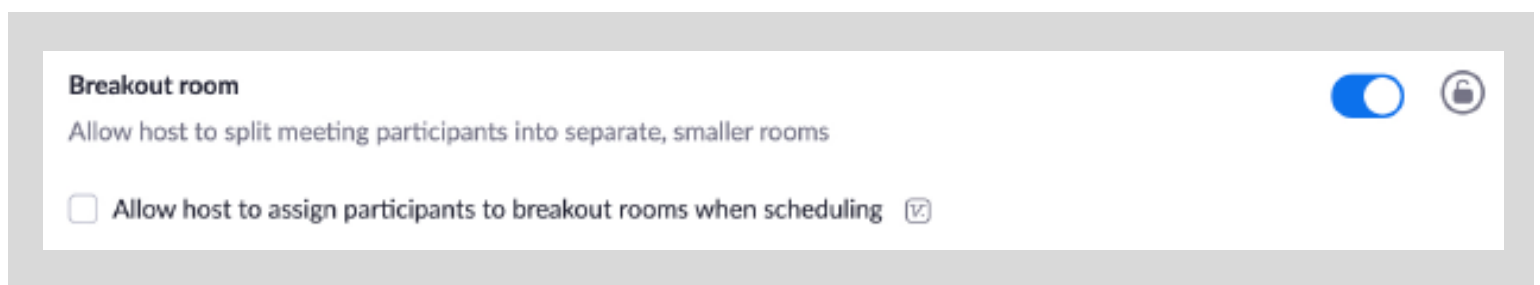 Breakout room
Allow host to split meeting participants into separate, smaller rooms
Allow host to assign participants to breakout rooms when scheduling